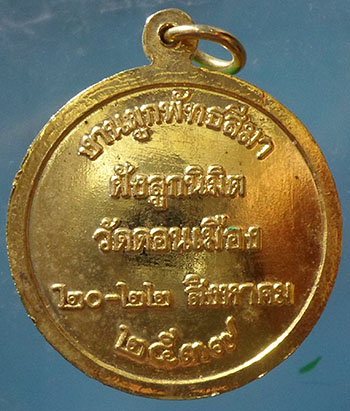 งานผูกพัทธสีมา
ฝังลูกนิมิต
วัดดอนเมือง
๒๐-๒๒ สิงหาคม
๒๕๓๗